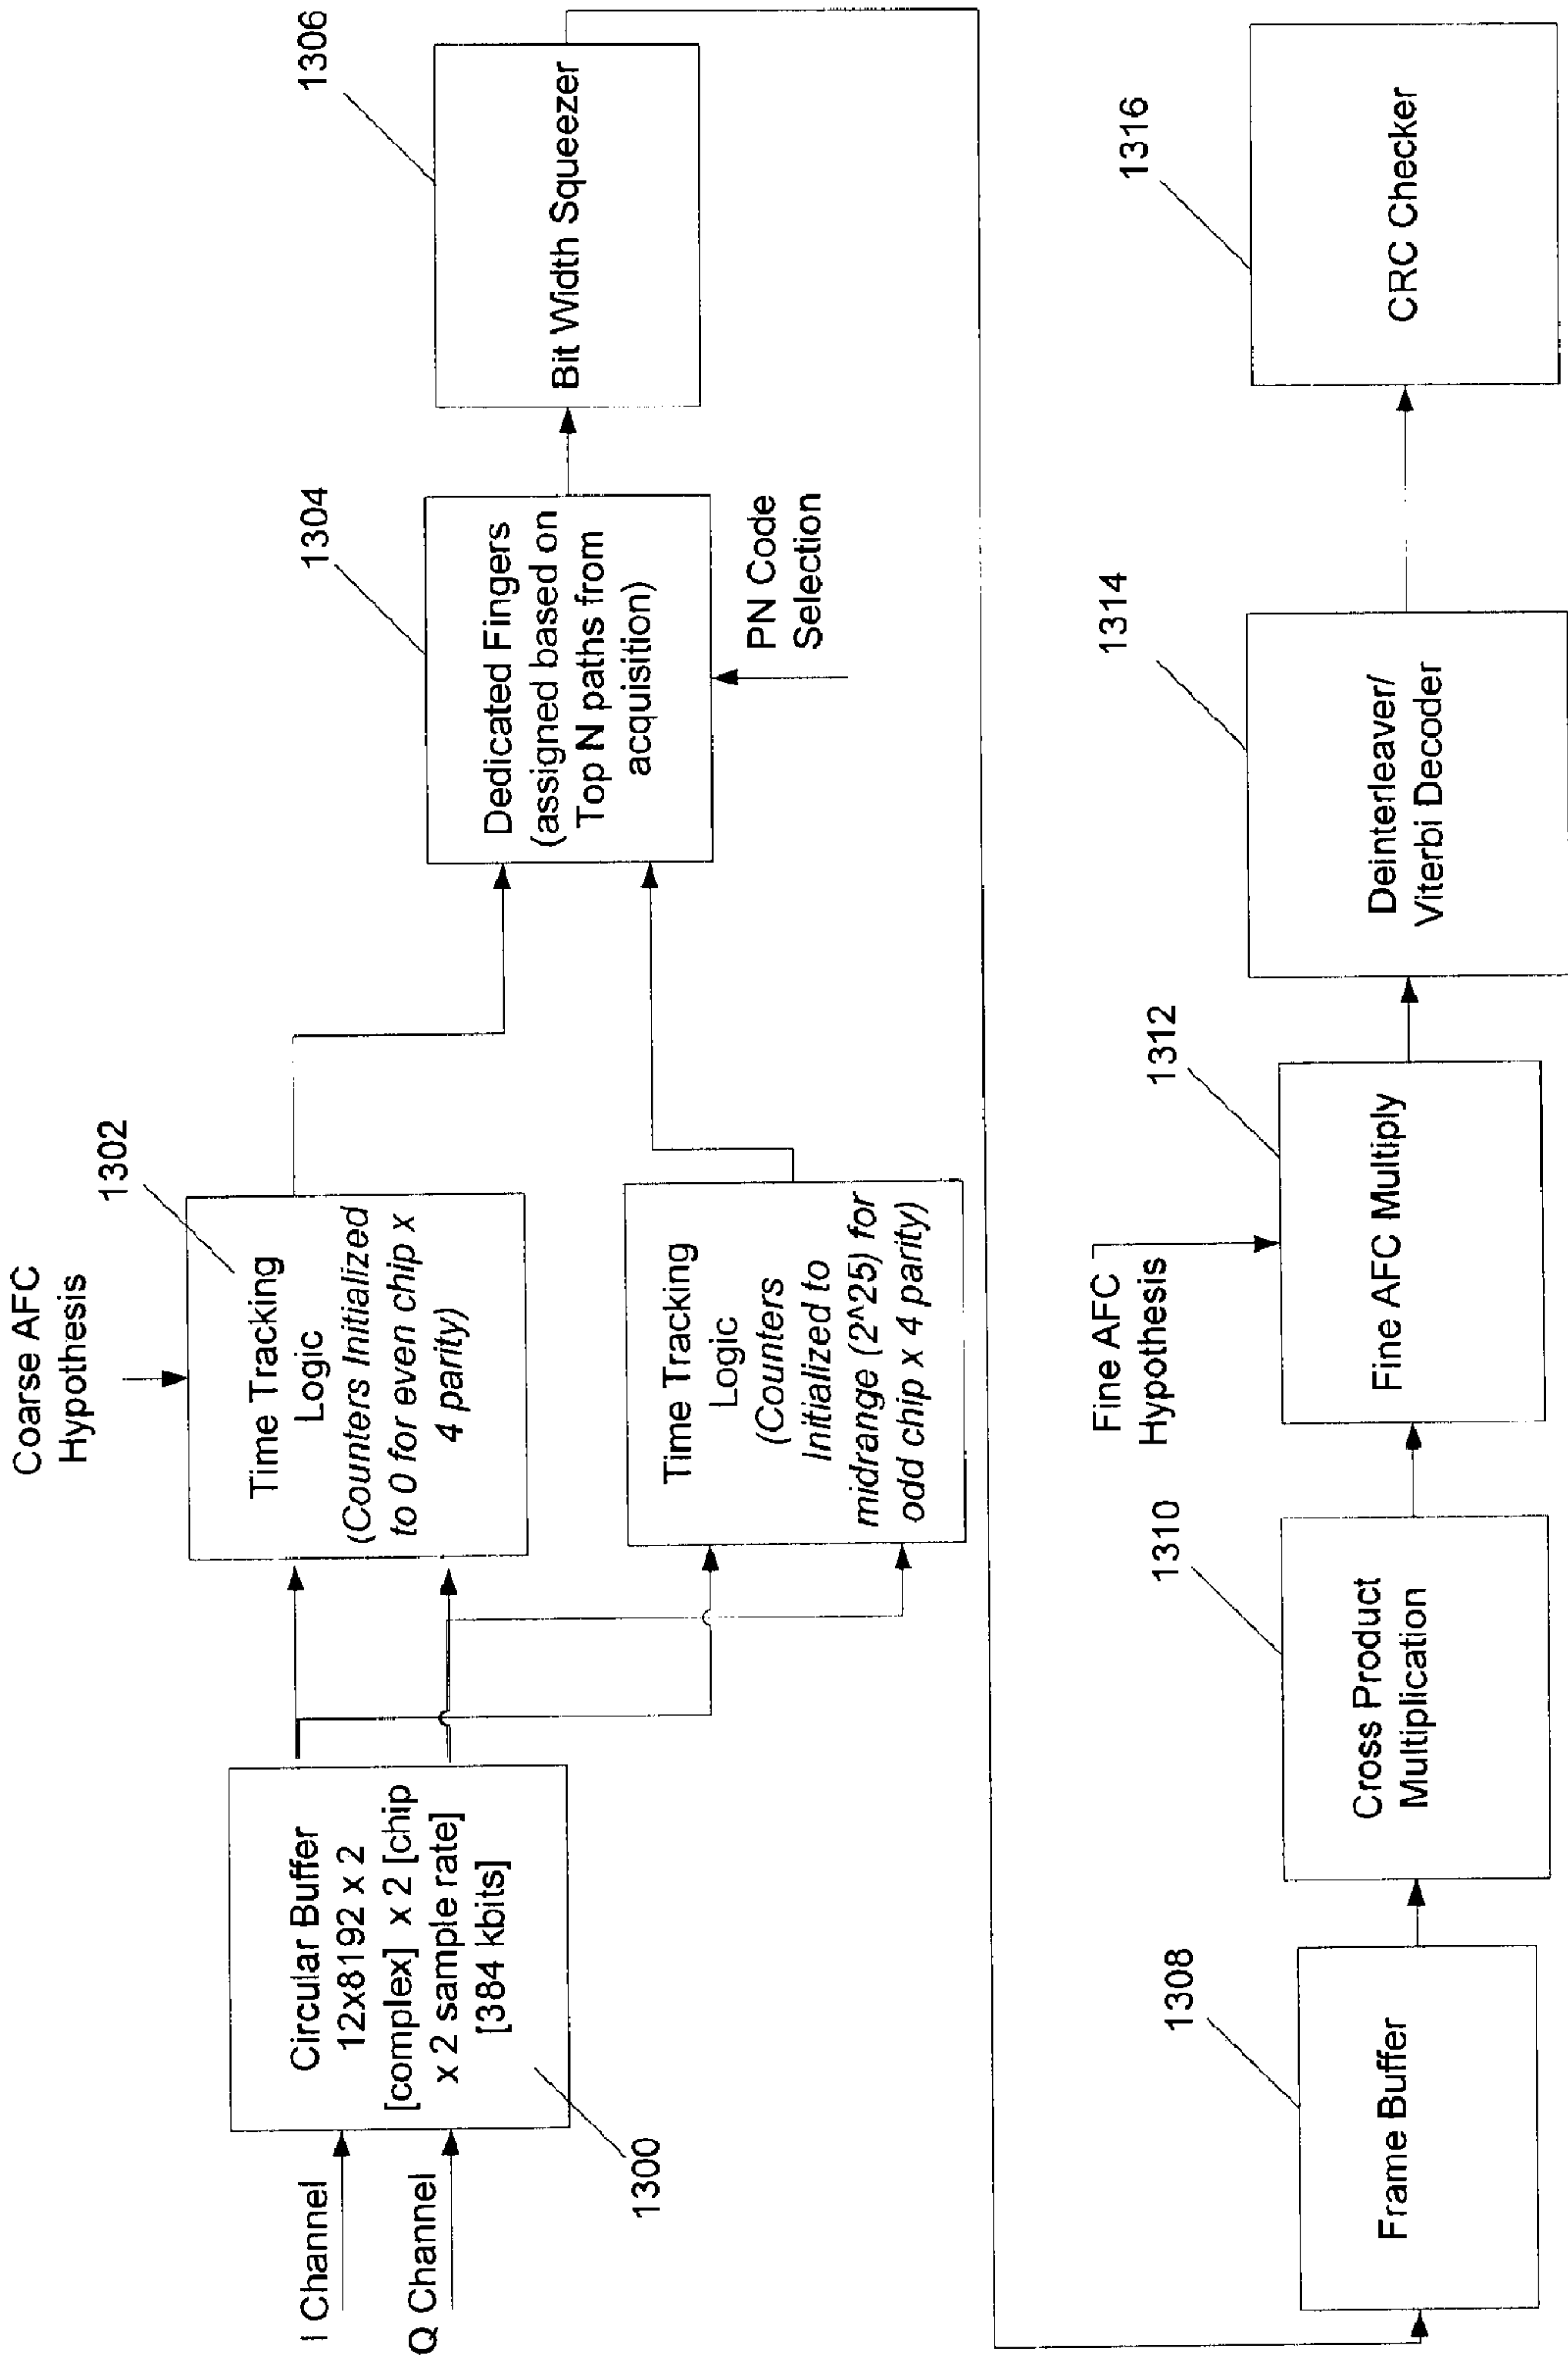 I Channel
Q Channel
Circular Buffer
12x8192 x 2
[complex] x 2 [chip
x 2 sample rate]
[384 kbits]
1300
Coarse AFC
Hypothesis
1302
Time Tracking
Logic
(Counters Initialized
to 0 for even chip x
4 parity)
Time Tracking
Logic
(Counters
Initialized to
midrange (2^25) for
odd chip x 4 parity)
1304
Dedicated Fingers
(assigned based on
Top N paths from
acquisition)
PN Code
Selection
1306
Bit Width Squeezer
1308
Frame Buffer
1310
Cross Product
Multiplication
Fine AFC
Hypothesis
1312
Fine AFC Multiply
1314
Deinterleaver/
Viterbi Decoder
1316
CRC Checker